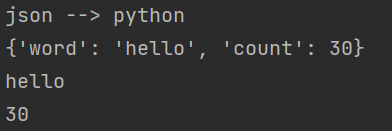 json --> python
{'word': 'hello', 'count': 30}
hello
30